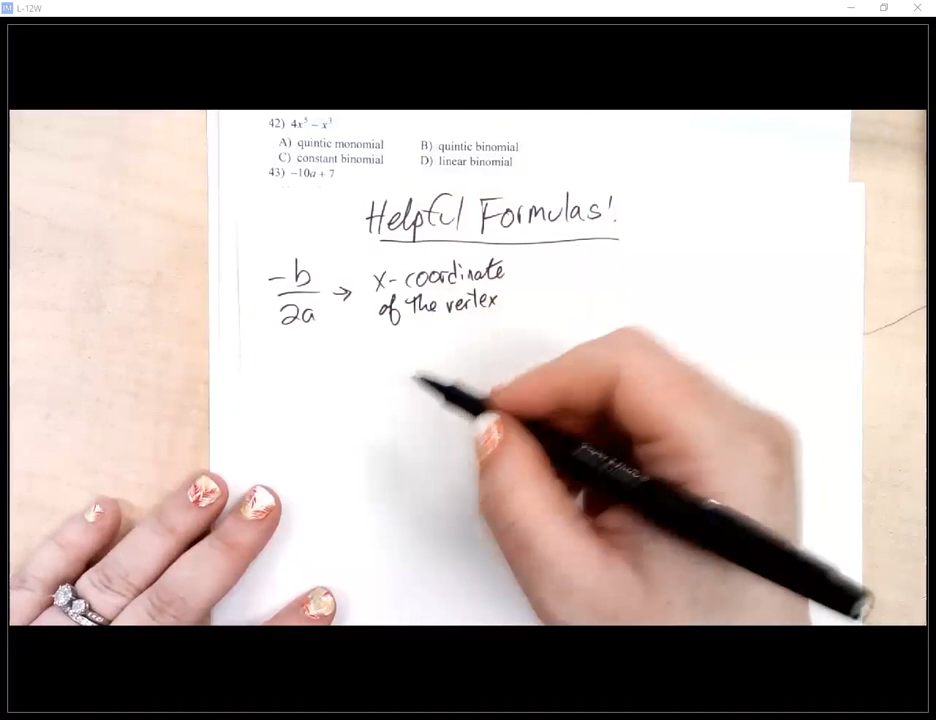 L-12W
42) 4x⁵ − x³
A) quintic monomial B) quintic binomial
C) constant binomial D) linear binomial
43) −10a + 7
Helpful Formulas!
-b/2a → x-coordinate
of the vertex